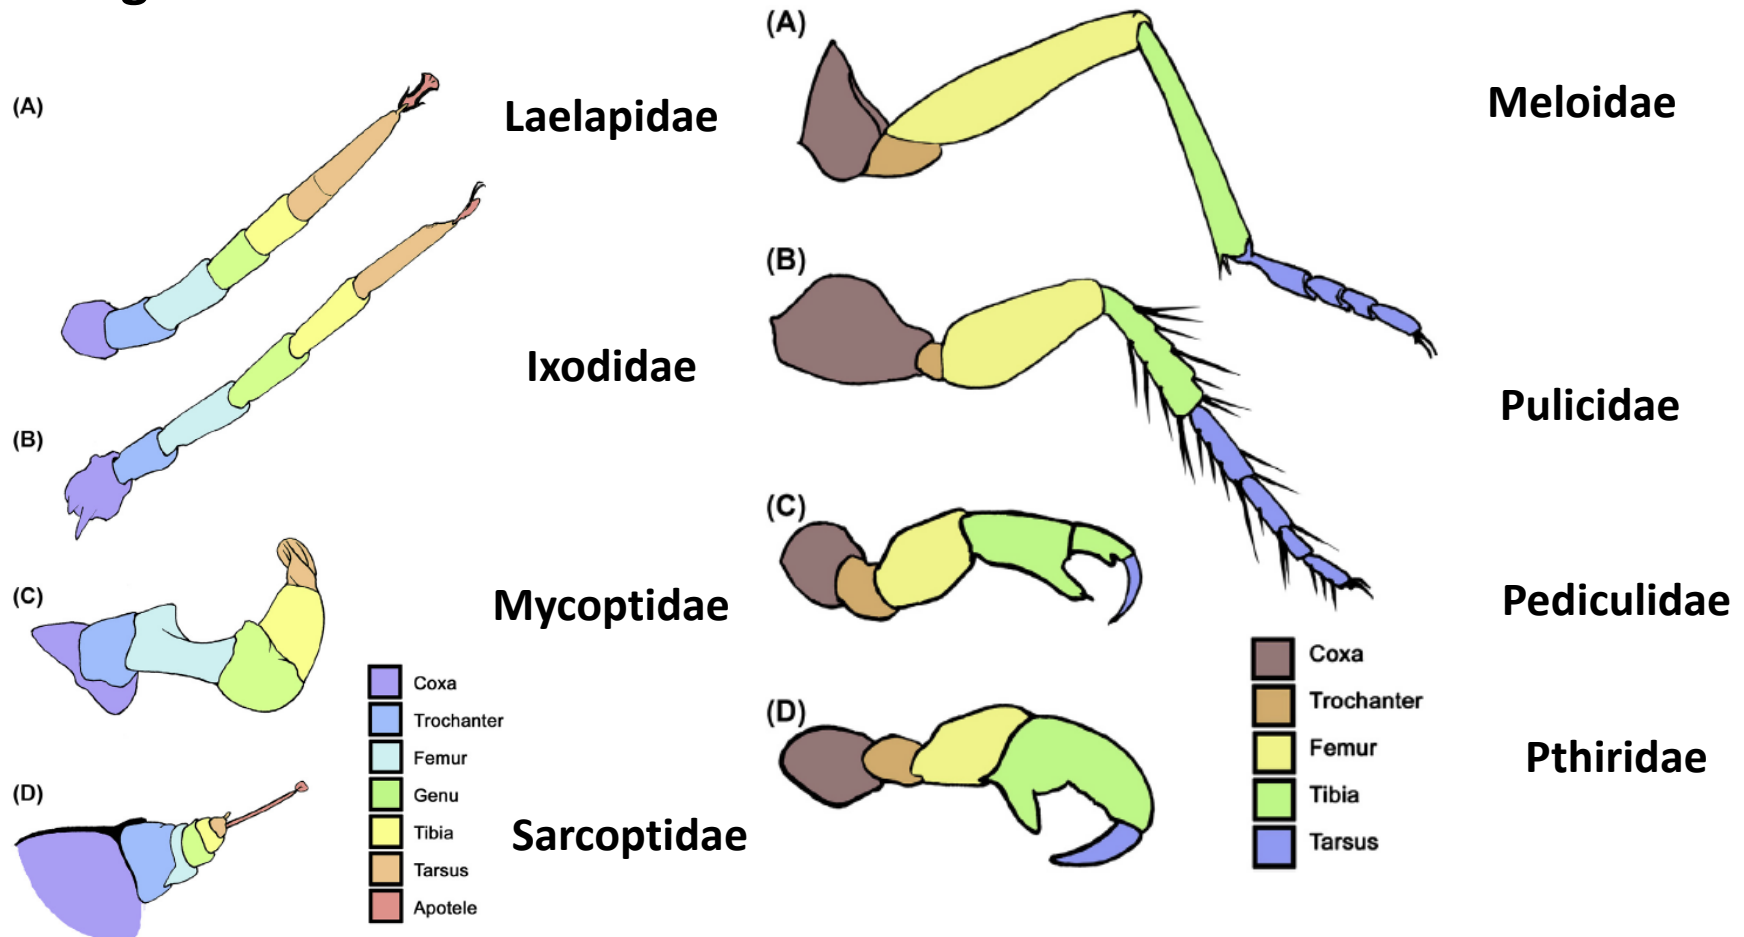 g
(A)
Laelapidae
(B)
Ixodidae
(C)
Mycoptidae
(D)
Sarcoptidae
Coxa
Trochanter
Femur
Genu
Tibia
Tarsus
Apotele
(A)
Meloidae
(B)
Pulicidae
(C)
Pediculidae
(D)
Pthiridae
Coxa
Trochanter
Femur
Tibia
Tarsus